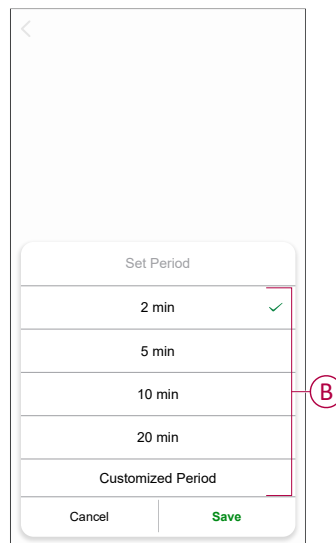 Set Period
2 min
5 min
10 min
20 min
Customized Period
Cancel Save
B